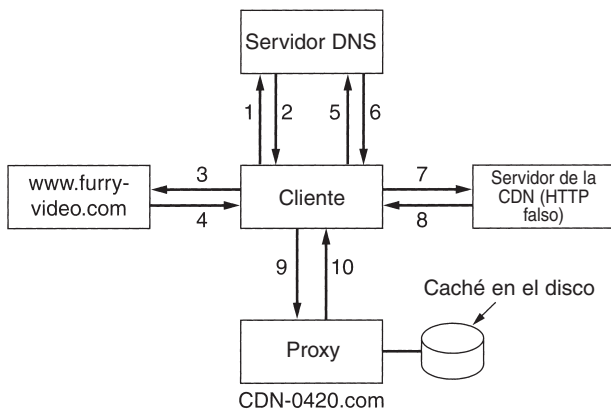 Servidor DNS
1
2
5
6
www.furry-
video.com
3
4
Cliente
7
8
Servidor de la
CDN (HTTP
falso)
9
10
Caché en el disco
Proxy
CDN-0420.com